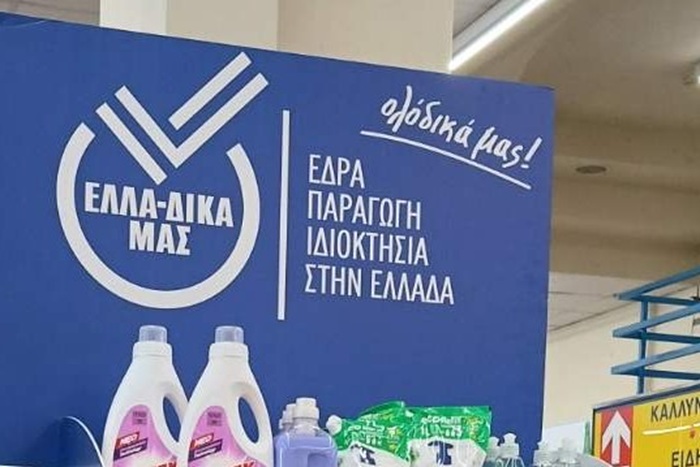 ολόδικά μας!
ΕΛΛΑ-ΔΙΚΑ
ΜΑΣ
ΕΔΡΑ
ΠΑΡΑΓΩΓΗ
ΙΔΙΟΚΤΗΣΙΑ
ΣΤΗΝ ΕΛΛΑΔΑ